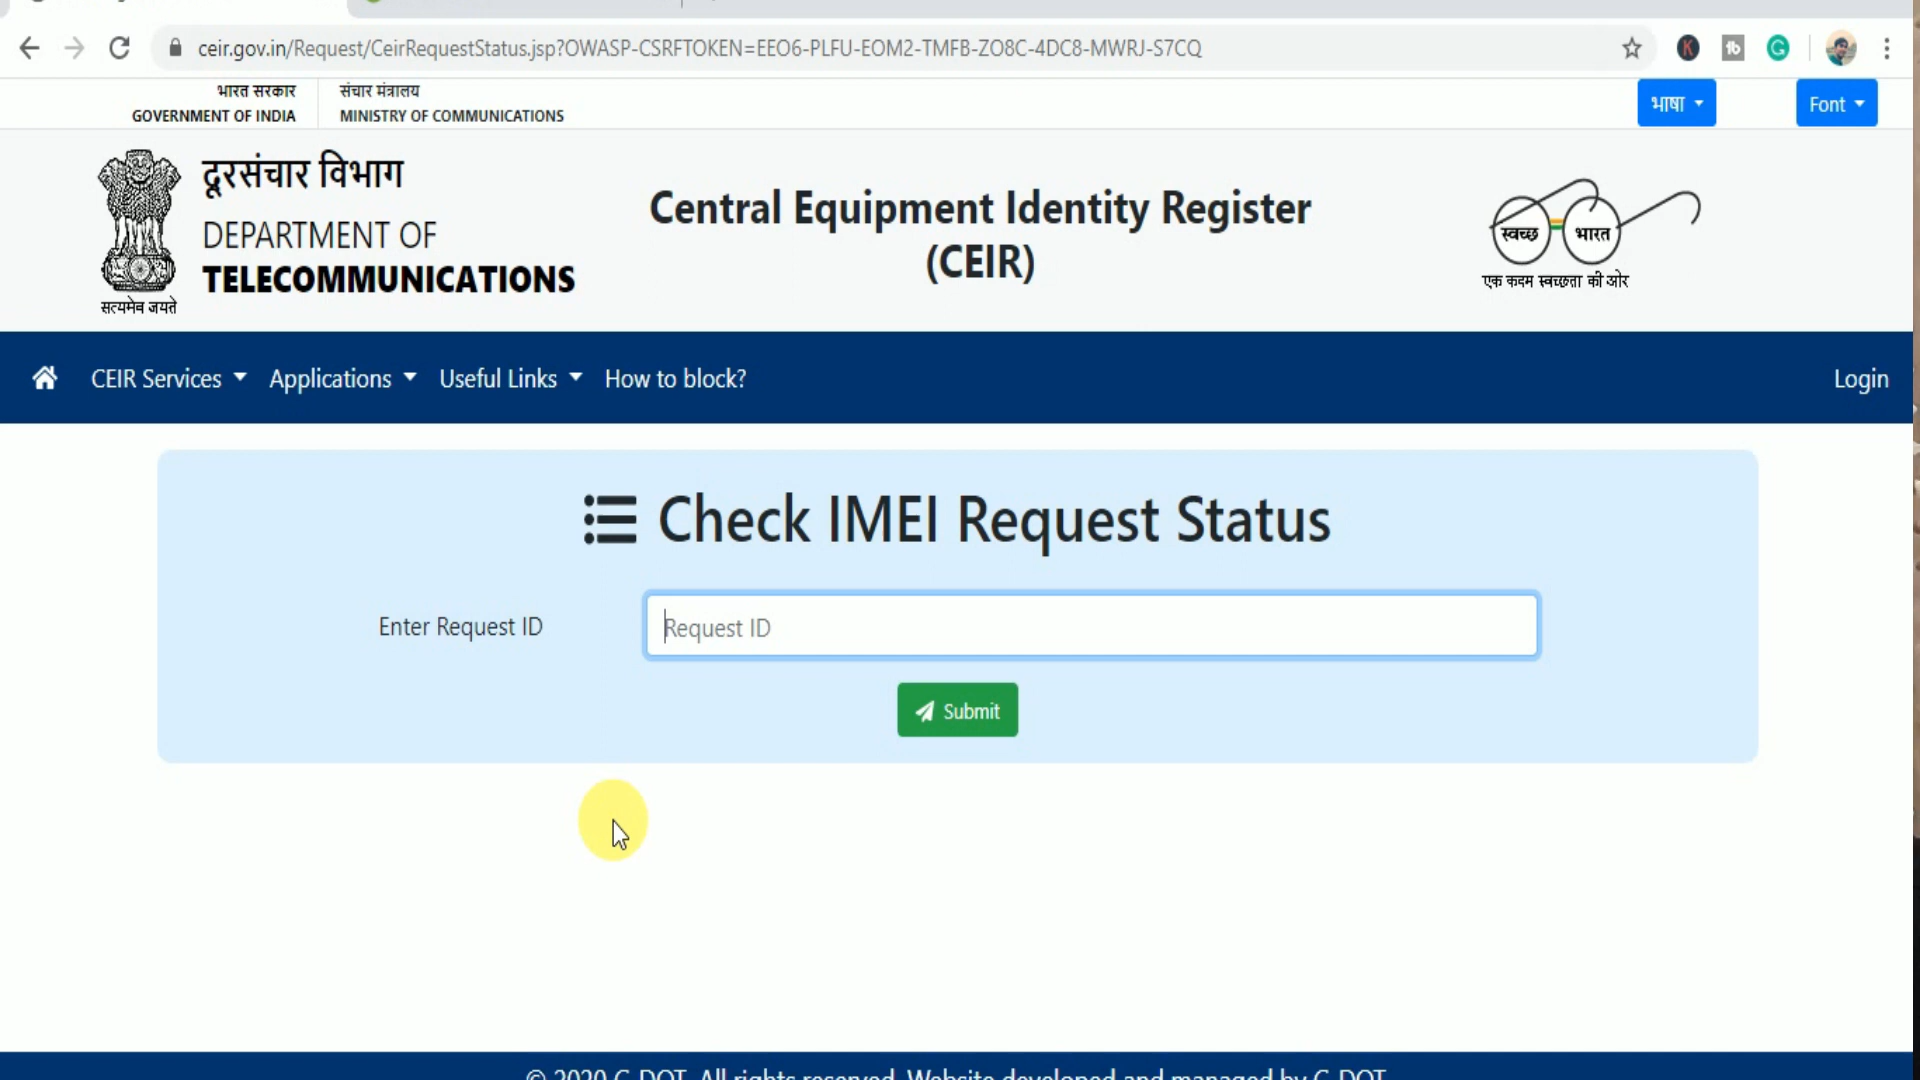 ceir.gov.in/Request/CeirRequestStatus.jsp?OWASP-CSRFTOKEN=EEO6-PLFU-EOM2-TMFB-ZO8C-4DC8-MWRJ-S7CQ
भारत सरकार
GOVERNMENT OF INDIA
संचार मंत्रालय
MINISTRY OF COMMUNICATIONS
भाषा
Font
दूरसंचार विभाग
DEPARTMENT OF
TELECOMMUNICATIONS
सत्यमेव जयते
Central Equipment Identity Register
(CEIR)
स्वच्छ भारत
एक कदम स्वच्छता की ओर
CEIR Services Applications Useful Links How to block? Login
Check IMEI Request Status
Enter Request ID
Request ID
Submit
© 2020 C-DOT. All rights reserved. Website developed and managed by C-DOT